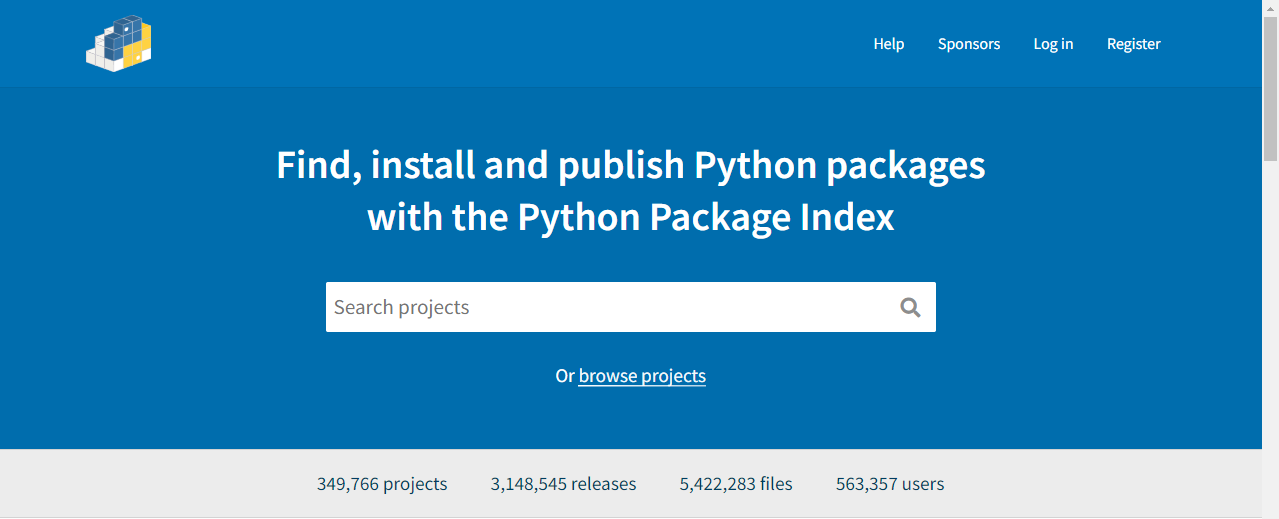 Help Sponsors Log in Register
Find, install and publish Python packages
with the Python Package Index
Search projects
Or browse projects
349,766 projects 3,148,545 releases 5,422,283 files 563,357 users